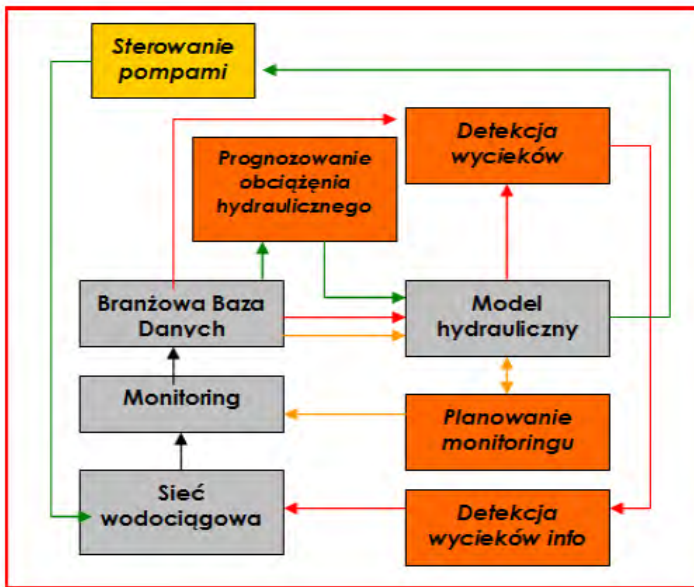 Sterowanie
pompami
Detekcja
wycieków
Prognozowanie
obciążęnia
hydraulicznego
Branżowa Baza
Danych
Model
hydrauliczny
Monitoring
Planowanie
monitoringu
Sieć
wodociągowa
Detekcja
wycieków info